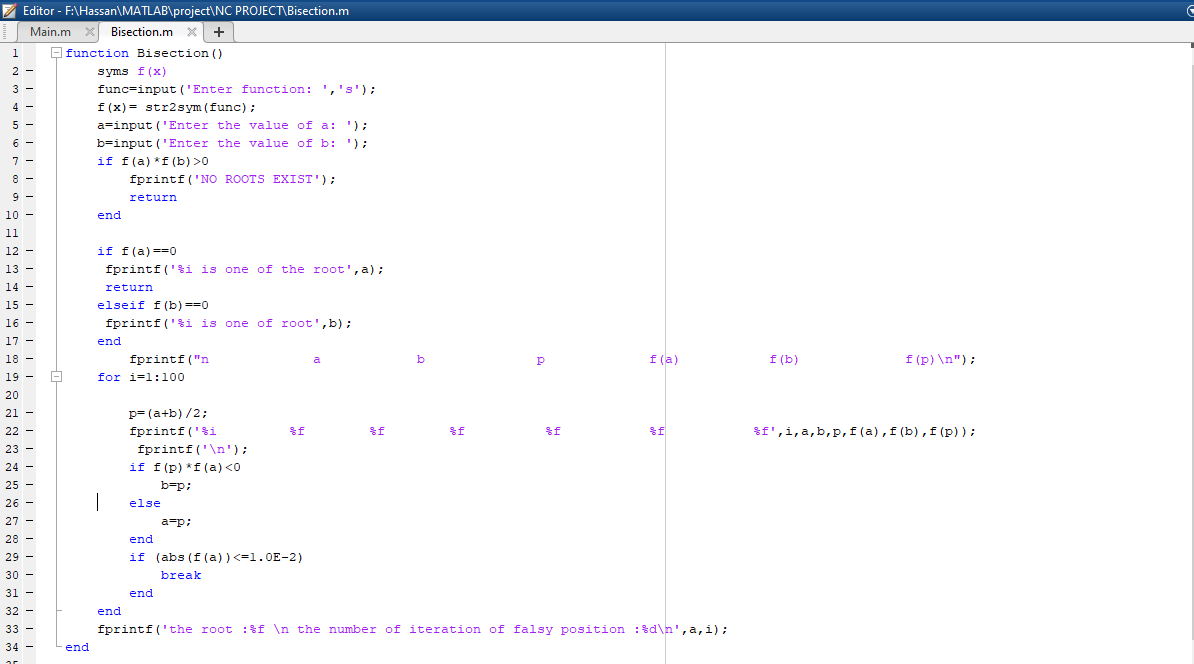 Editor - F:\Hassan\MATLAB\project\NC PROJECT\Bisection.m
Main.m × Bisection.m × +
1 function Bisection()
2 – syms f(x)
3 – func=input('Enter function: ','s');
4 – f(x)= str2sym(func);
5 – a=input('Enter the value of a: ');
6 – b=input('Enter the value of b: ');
7 – if f(a)*f(b)>0
8 – fprintf('NO ROOTS EXIST');
9 – return
10 – end
11
12 – if f(a)==0
13 – fprintf('%i is one of the root',a);
14 – return
15 – elseif f(b)==0
16 – fprintf('%i is one of root',b);
17 – end
18 – fprintf("n a b p f(a) f(b) f(p)\n");
19 – for i=1:100
20
21 – p=(a+b)/2;
22 – fprintf('%i %f %f %f %f %f %f',i,a,b,p,f(a),f(b),f(p));
23 – fprintf('\n');
24 – if f(p)*f(a)<0
25 – b=p;
26 – else
27 – a=p;
28 – end
29 – if (abs(f(a))<=1.0E-2)
30 – break
31 – end
32 – end
33 – fprintf('the root :%f \n the number of iteration of falsy position :%d\n',a,i);
34 – end